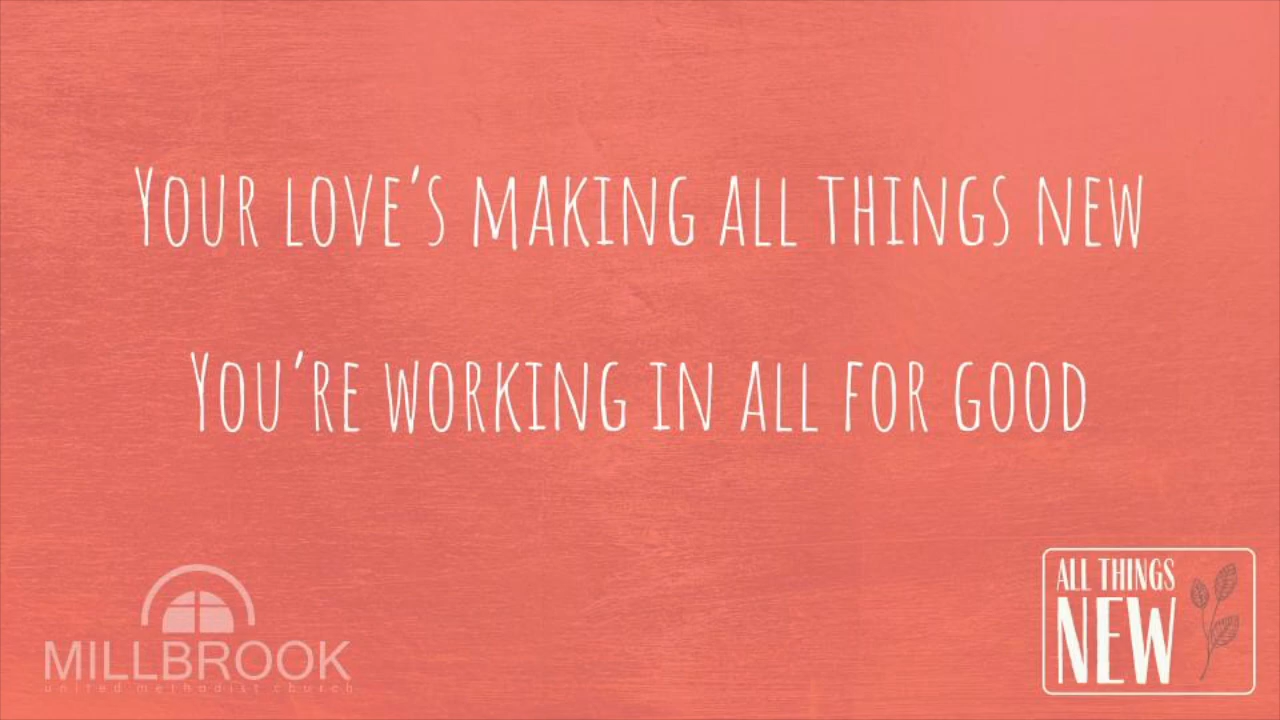 Your love's making all things new
You're working in all for good
MILLBROOK
united methodist church
ALL THINGS
NEW